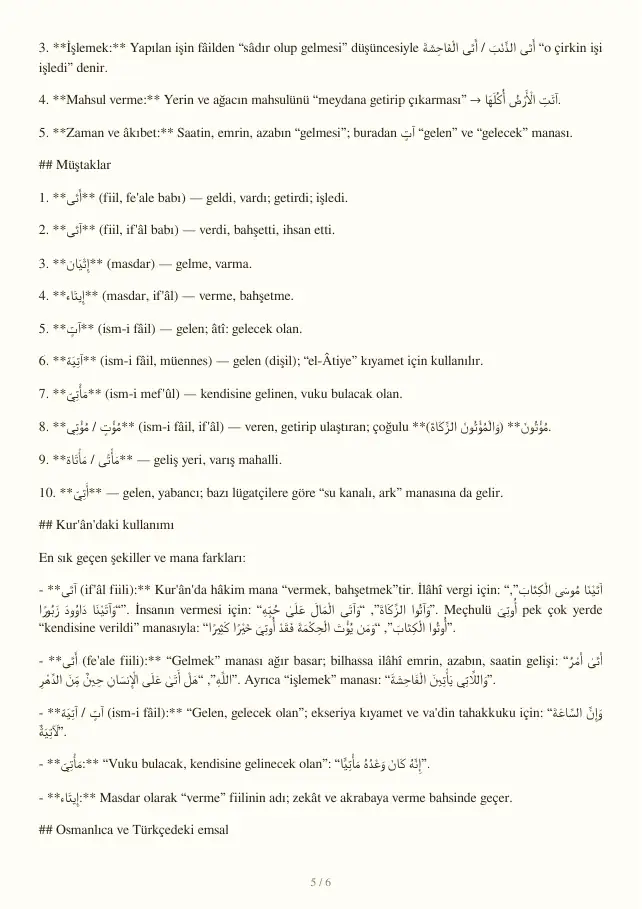 3. **İşlemek:** Yapılan işin fâilden “sâdır olup gelmesi” düşüncesiyle أَتَى الذَّنْبَ / أَتَى الْفَاحِشَةَ “o çirkin işi
işledi” denir.
4. **Mahsul verme:** Yerin ve ağacın mahsulünü “meydana getirip çıkarması” → آتَتِ الْأَرْضُ أُكُلَهَا.
5. **Zaman ve âkıbet:** Saatin, emrin, azabın “gelmesi”; buradan آتٍ “gelen” ve “gelecek” manası.
## Müştaklar
1. **أَتَى** (fiil, fe'ale babı) — geldi, vardı; getirdi; işledi.
2. **آتَى** (fiil, if'âl babı) — verdi, bahşetti, ihsan etti.
3. **إِتْيَان** (masdar) — gelme, varma.
4. **إِيتَاء** (masdar, if'âl) — verme, bahşetme.
5. **آتٍ** (ism-i fâil) — gelen; âtî: gelecek olan.
6. **آتِيَة** (ism-i fâil, müennes) — gelen (dişil); “el-Âtiye” kıyamet için kullanılır.
7. **مَأْتِيّ** (ism-i mef'ûl) — kendisine gelinen, vuku bulacak olan.
8. **مُؤْتٍ / مُؤْتِي** (ism-i fâil, if'âl) — veren, getirip ulaştıran; çoğulu **مُؤْتُونَ** (وَالْمُؤْتُونَ الزَّكَاةَ).
9. **مَأْتًى / مَأْتَاة** — geliş yeri, varış mahalli.
10. **أَتِيّ** — gelen, yabancı; bazı lügatçilere göre “su kanalı, ark” manasına da gelir.
## Kur'ân'daki kullanımı
En sık geçen şekiller ve mana farkları:
- **آتَى (if'âl fiili):** Kur'ân'da hâkim mana “vermek, bahşetmek”tir. İlâhî vergi için: “آتَيْنَا مُوسَى الْكِتَابَ”,
“وَآتَيْنَا دَاوُودَ زَبُورًا”. İnsanın vermesi için: “وَآتَى الْمَالَ عَلَىٰ حُبِّهِ”, “وَآتُوا الزَّكَاةَ”. Meçhulü أُوتِيَ pek çok yerde
“kendisine verildi” manasıyla: “وَمَن يُؤْتَ الْحِكْمَةَ فَقَدْ أُوتِيَ خَيْرًا كَثِيرًا”, “أُوتُوا الْكِتَابَ”.
- **أَتَى (fe'ale fiili):** “Gelmek” manası ağır basar; bilhassa ilâhî emrin, azabın, saatin gelişi: “أَتَىٰ أَمْرُ
اللَّهِ”, “هَلْ أَتَىٰ عَلَى الْإِنسَانِ حِينٌ مِّنَ الدَّهْرِ”. Ayrıca “işlemek” manası: “وَاللَّاتِي يَأْتِينَ الْفَاحِشَةَ”.
- **آتٍ / آتِيَة (ism-i fâil):** “Gelen, gelecek olan”; ekseriya kıyamet ve va'din tahakkuku için: “وَإِنَّ السَّاعَةَ
لَآتِيَةٌ”.
- **مَأْتِيّ:** “Vuku bulacak, kendisine gelinecek olan”: “إِنَّهُ كَانَ وَعْدُهُ مَأْتِيًّا”.
- **إِيتَاء:** Masdar olarak “verme” fiilinin adı; zekât ve akrabaya verme bahsinde geçer.
## Osmanlıca ve Türkçedeki emsal
5 / 6